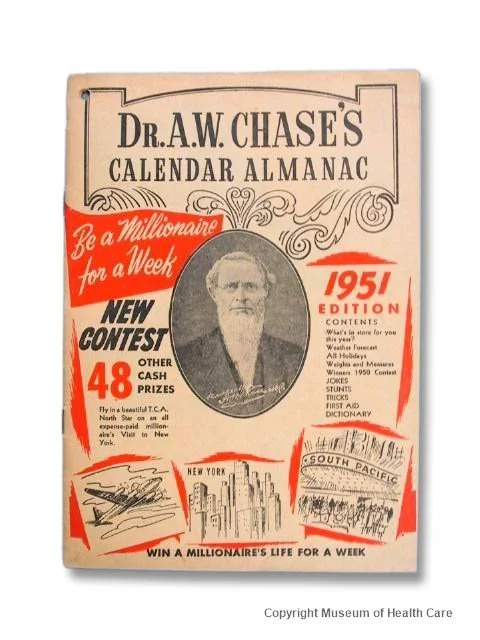 DR. A.W. CHASE'S
CALENDAR ALMANAC
Be a Millionaire
for a Week
NEW
CONTEST
48 OTHER
CASH
PRIZES
Fly in a beautiful T.C.A.
North Star on an all
expense-paid million-
aire's Visit to New
York.
1951
EDITION
CONTENTS
What's in store for you
this year?
Weather Forecast
All Holidays
Weights and Measures
Winners 1950 Contest
JOKES
STUNTS
TRICKS
FIRST AID
DICTIONARY
NEW YORK
SOUTH PACIFIC
WIN A MILLIONAIRE'S LIFE FOR A WEEK
Copyright Museum of Health Care